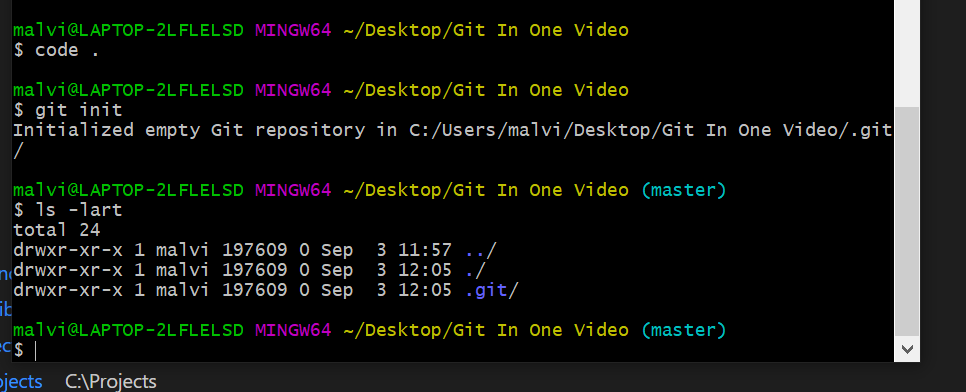 malvi@LAPTOP-2LFLELSD MINGW64 ~/Desktop/Git In One Video
$ code .
malvi@LAPTOP-2LFLELSD MINGW64 ~/Desktop/Git In One Video
$ git init
Initialized empty Git repository in C:/Users/malvi/Desktop/Git In One Video/.git
/
malvi@LAPTOP-2LFLELSD MINGW64 ~/Desktop/Git In One Video (master)
$ ls -lart
total 24
drwxr-xr-x 1 malvi 197609 0 Sep  3 11:57 ../
drwxr-xr-x 1 malvi 197609 0 Sep  3 12:05 ./
drwxr-xr-x 1 malvi 197609 0 Sep  3 12:05 .git/
malvi@LAPTOP-2LFLELSD MINGW64 ~/Desktop/Git In One Video (master)
$
C:\Projects